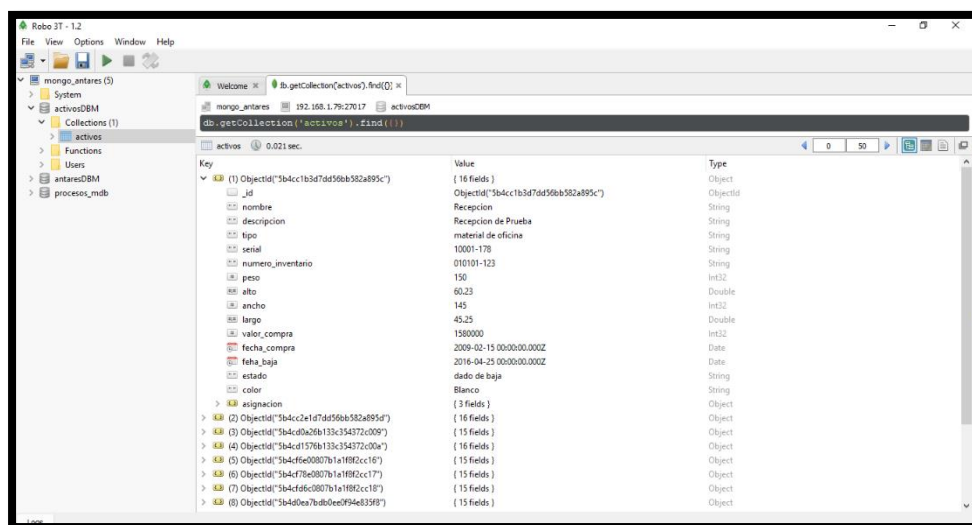 Robo 3T - 1.2
File View Options Window Help
mongo_antares (5)
System
activosDBM
Collections (1)
activos
Functions
Users
antaresDBM
procesos_mdb
Welcome
db.getCollection('activos').find({})
mongo_antares 192.168.1.79:27017 activosDBM
db.getCollection('activos').find({})
activos 0.021 sec. 0 50
Key Value Type
(1) ObjectId("5b4cc1b3d7dd56bb582a895c") { 16 fields } Object
_id ObjectId("5b4cc1b3d7dd56bb582a895c") ObjectId
nombre Recepcion String
descripcion Recepcion de Prueba String
tipo material de oficina String
serial 10001-178 String
numero_inventario 010101-123 String
peso 150 Int32
alto 60.23 Double
ancho 145 Int32
largo 45.25 Double
valor_compra 1580000 Int32
fecha_compra 2009-02-15 00:00:00.000Z Date
feha_baja 2016-04-25 00:00:00.000Z Date
estado dado de baja String
color Blanco String
asignacion { 3 fields } Object
(2) ObjectId("5b4cc2e1d7dd56bb582a895d") { 16 fields } Object
(3) ObjectId("5b4cd0a26b133c354372c009") { 15 fields } Object
(4) ObjectId("5b4cd1576b133c354372c00a") { 16 fields } Object
(5) ObjectId("5b4cf6e00807b1a1f8f2cc16") { 15 fields } Object
(6) ObjectId("5b4cf78e0807b1a1f8f2cc17") { 15 fields } Object
(7) ObjectId("5b4cfd6c0807b1a1f8f2cc18") { 15 fields } Object
(8) ObjectId("5b4d0ea7bdb0ee0f94e835f8") { 15 fields } Object
Logs